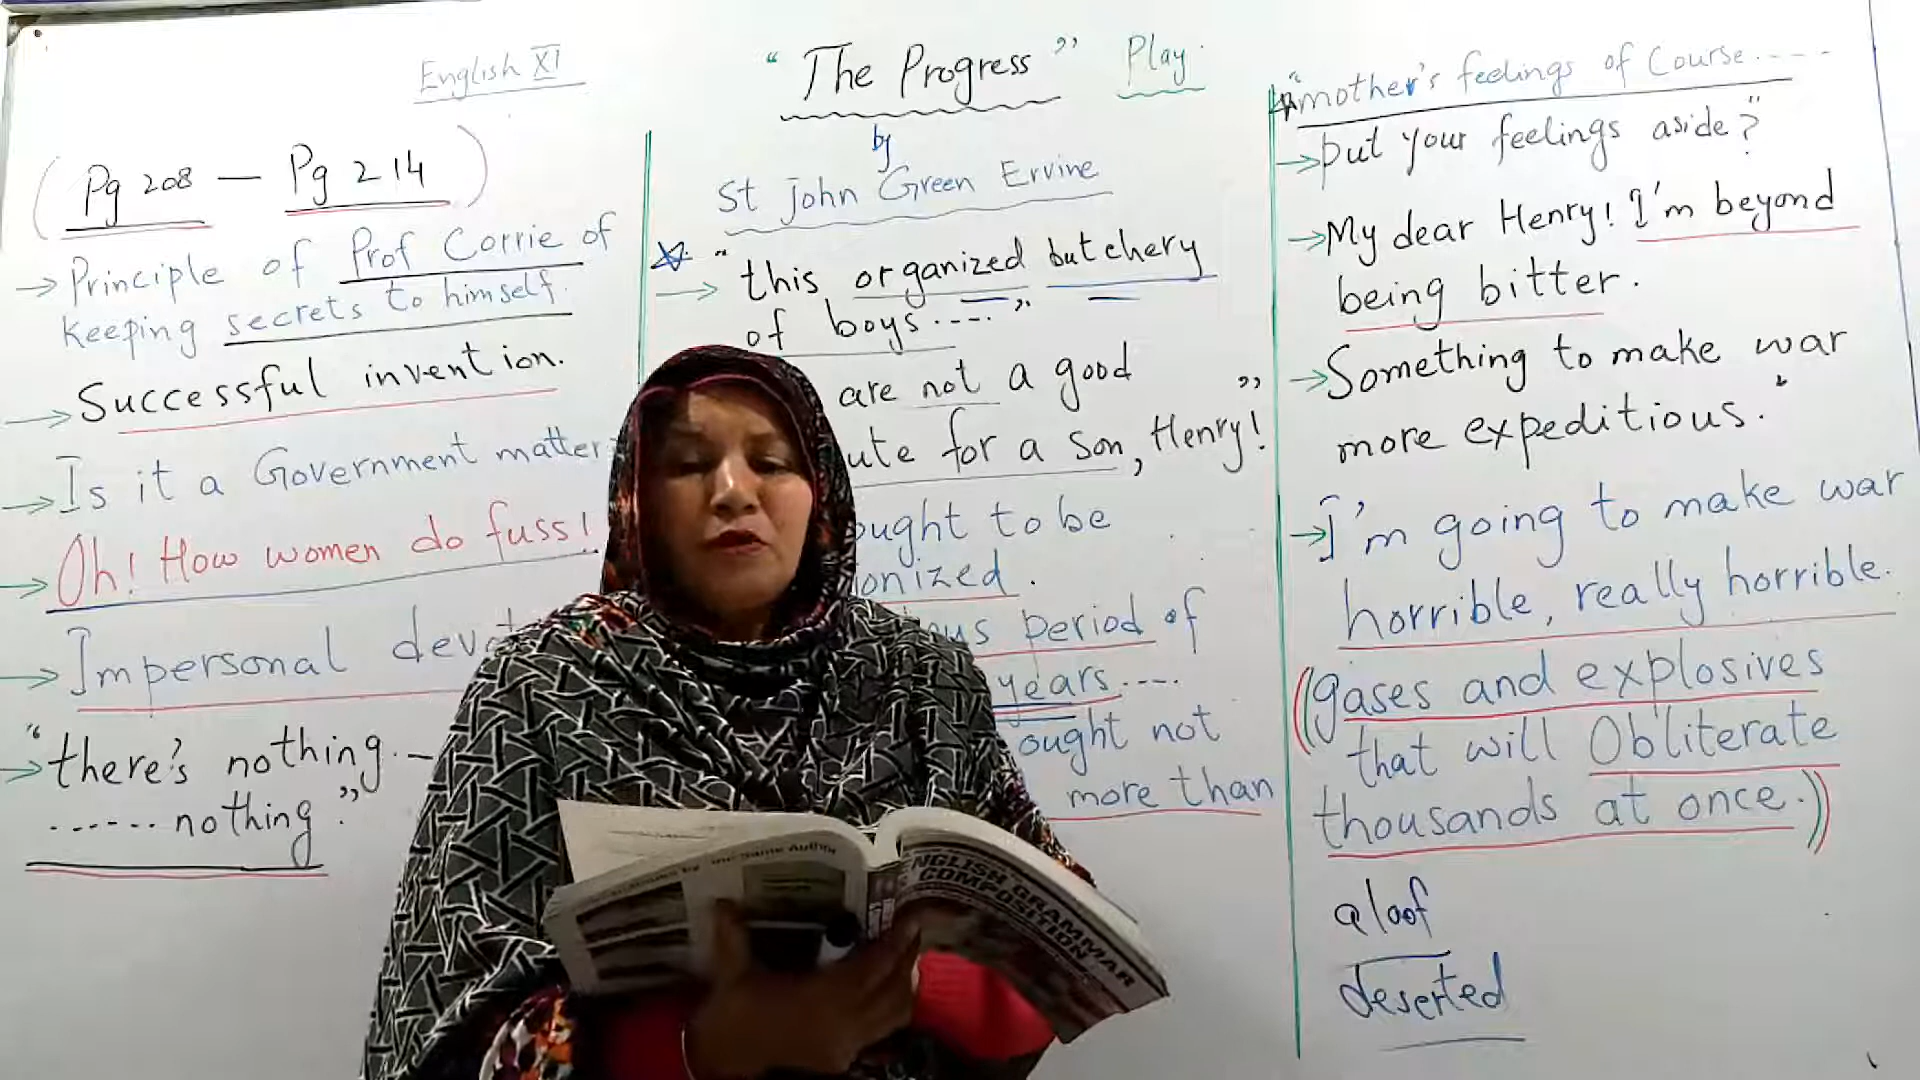 English XI
"The Progress" Play
by
St John Green Ervine
(Pg 208 — Pg 214)
→ Principle of Prof Corrie of
keeping secrets to himself.
→ Successful invention.
→ Is it a Government matter
→ Oh! How women do fuss!
→ Impersonal
"there's nothing
------ nothing."
→ "this organized butchery
of boys....."
are not a good
for a son, Henry!"
ought to be
period of
years ----
ought not
more than
"mother's feelings of Course.----
→ put your feelings aside?"
→ My dear Henry! I'm beyond
being bitter.
→ Something to make war
more expeditious.
→ I'm going to make war
horrible, really horrible.
(gases and explosives
that will Obliterate
thousands at once.)
aloof
deserted
ENGLISH GRAMMAR
COMPOSITION